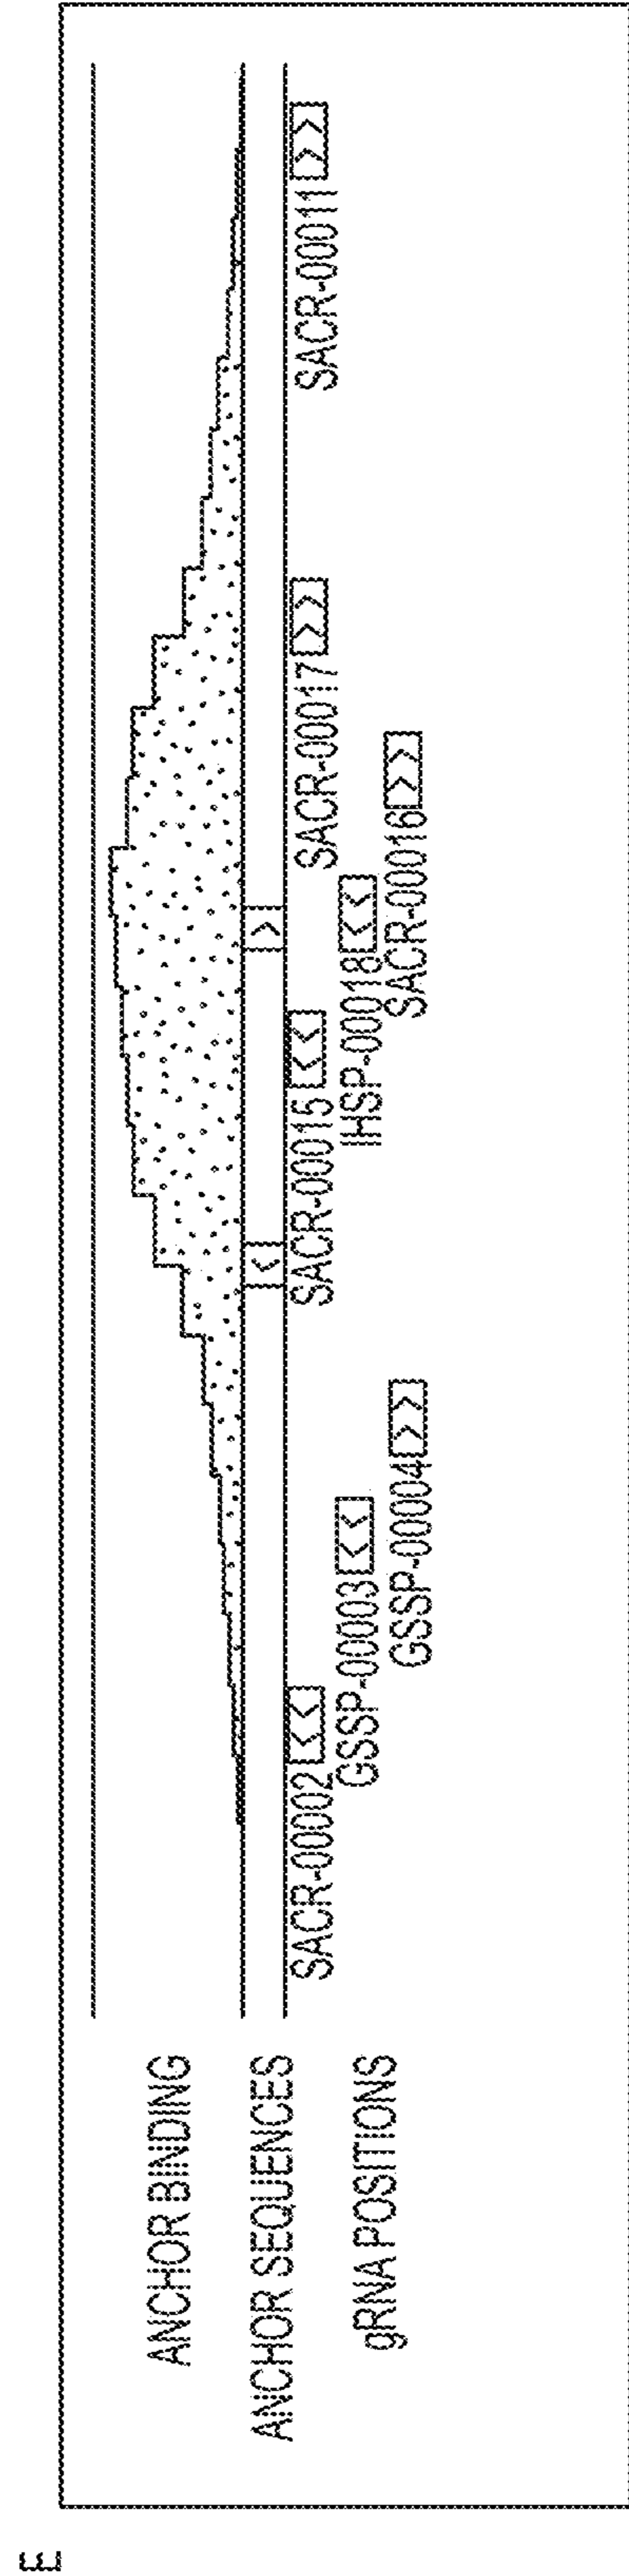 E
ANCHOR BINDING
ANCHOR SEQUENCES
gRNA POSITIONS
SACR-00002
SACR-00015
SACR-00017
SACR-00011
GSSP-00003
IHSP-00018
GSSP-00004
SACR-00016